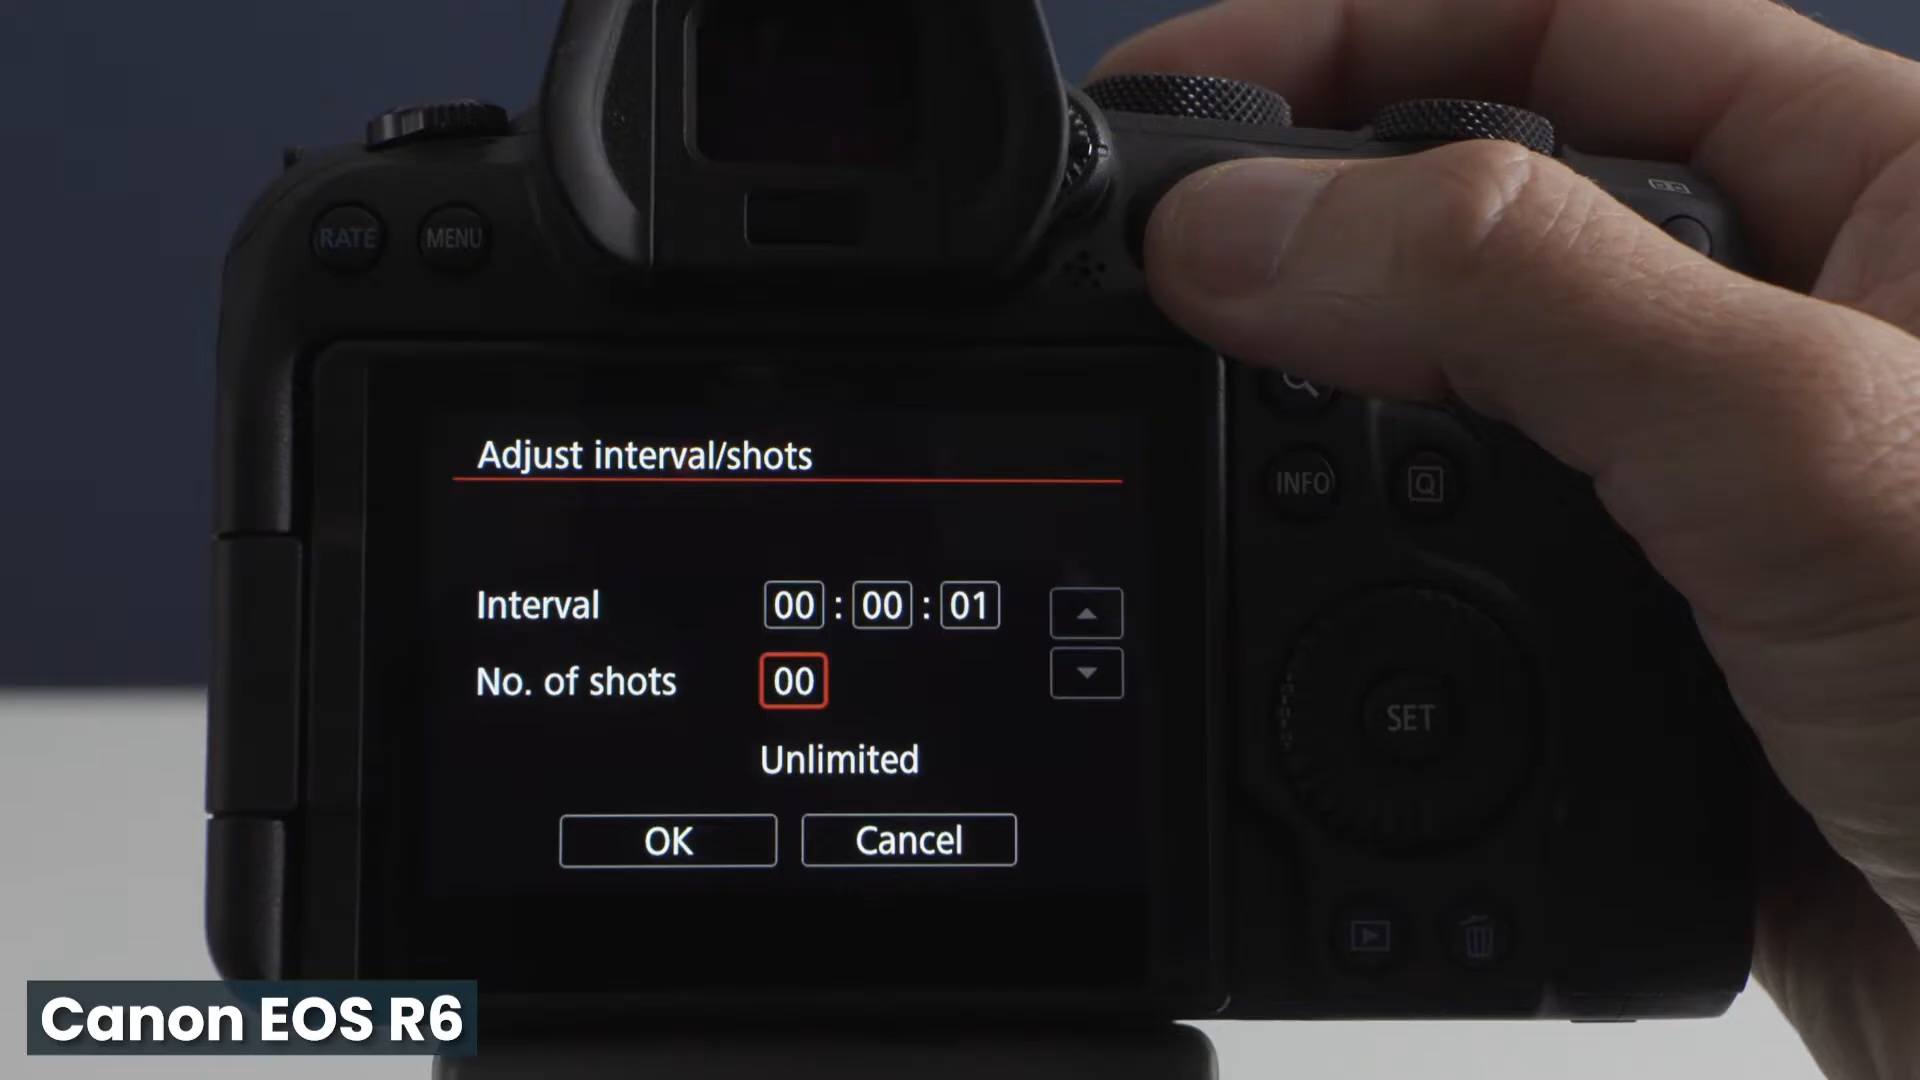 RATE MENU
INFO Q
Adjust interval/shots
Interval 00 : 00 : 01
No. of shots 00
Unlimited
SET
OK Cancel
Canon EOS R6